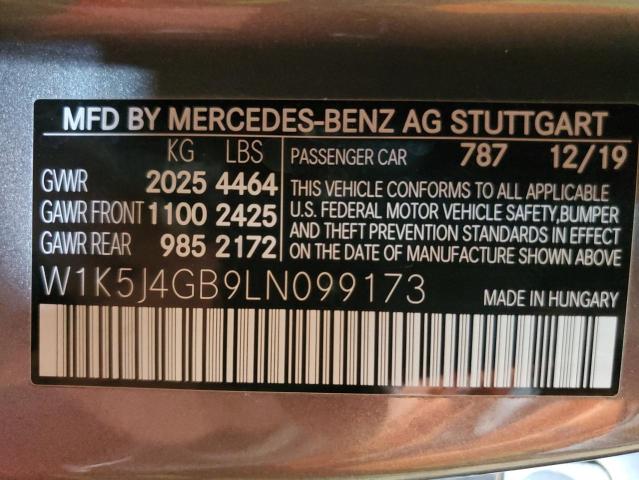 MFD BY MERCEDES-BENZ AG STUTTGART
KG LBS
GVWR 2025 4464
GAWR FRONT 1100 2425
GAWR REAR 985 2172
PASSENGER CAR 787 12/19
THIS VEHICLE CONFORMS TO ALL APPLICABLE
U.S. FEDERAL MOTOR VEHICLE SAFETY,BUMPER
AND THEFT PREVENTION STANDARDS IN EFFECT
ON THE DATE OF MANUFACTURE SHOWN ABOVE
W1K5J4GB9LN099173
MADE IN HUNGARY